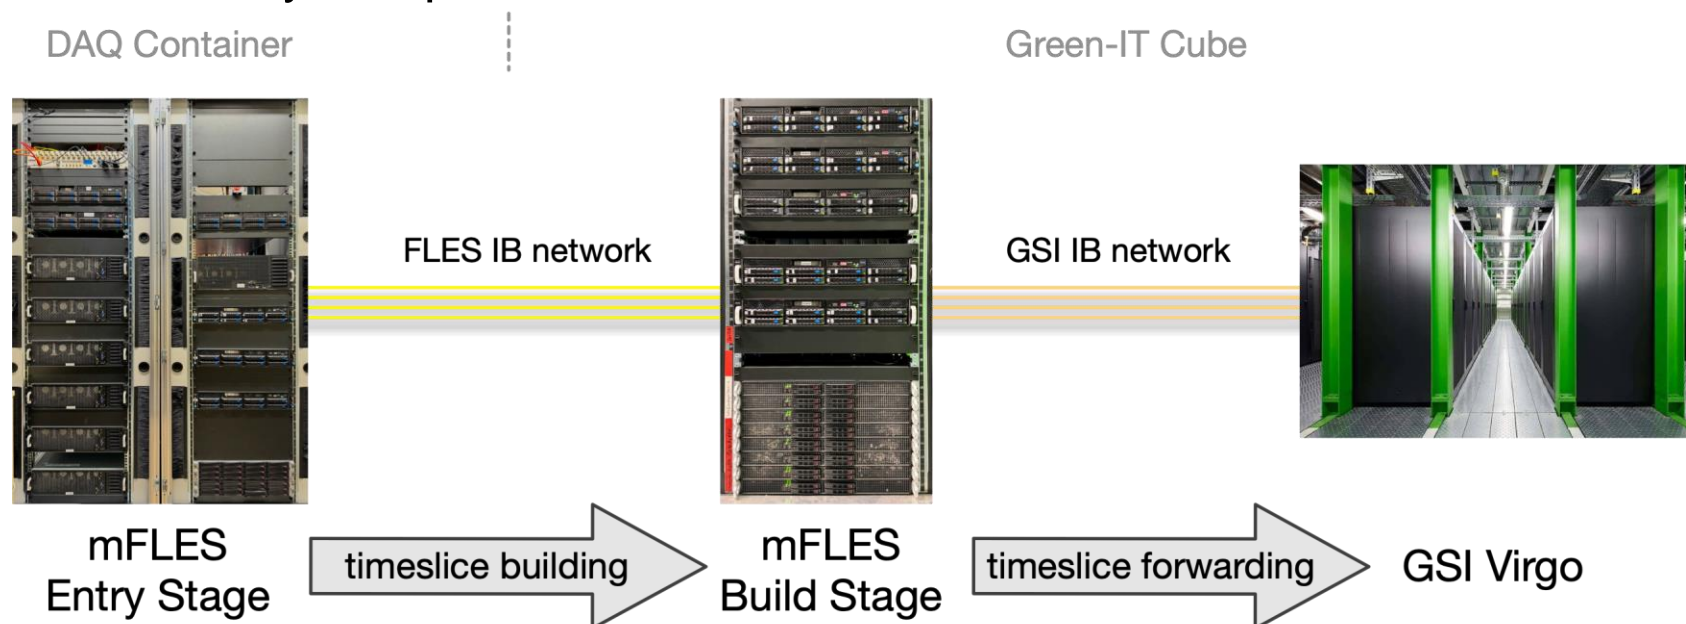 DAQ Container
Green-IT Cube
FLES IB network
GSI IB network
mFLES
Entry Stage
timeslice building
mFLES
Build Stage
timeslice forwarding
GSI Virgo